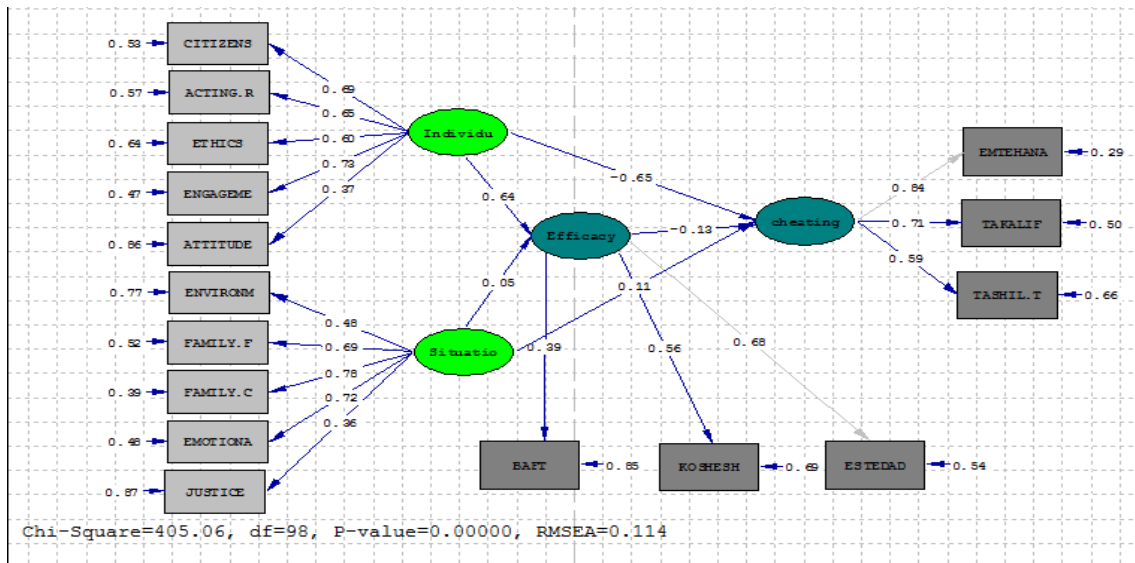 0.53 CITIZENS
0.57 ACTING.R
0.64 ETHICS
0.47 ENGAGEME
0.86 ATTITUDE
0.77 ENVIRONM
0.52 FAMILY.F
0.39 FAMILY.C
0.48 EMOTIONA
0.87 JUSTICE
0.69
0.65
0.60
0.73
0.37
0.48
0.69
0.78
0.72
0.36
Individu
Situatio
0.64
0.05
Efficacy
-0.65
-0.13
0.11
cheating
0.39
0.56
0.68
0.84
0.71
0.59
EMTEHANA 0.29
TAKALIF 0.50
TASHIL.T 0.66
BAFT 0.85
KOSHESH 0.69
ESTEDAD 0.54
Chi-Square=405.06, df=98, P-value=0.00000, RMSEA=0.114